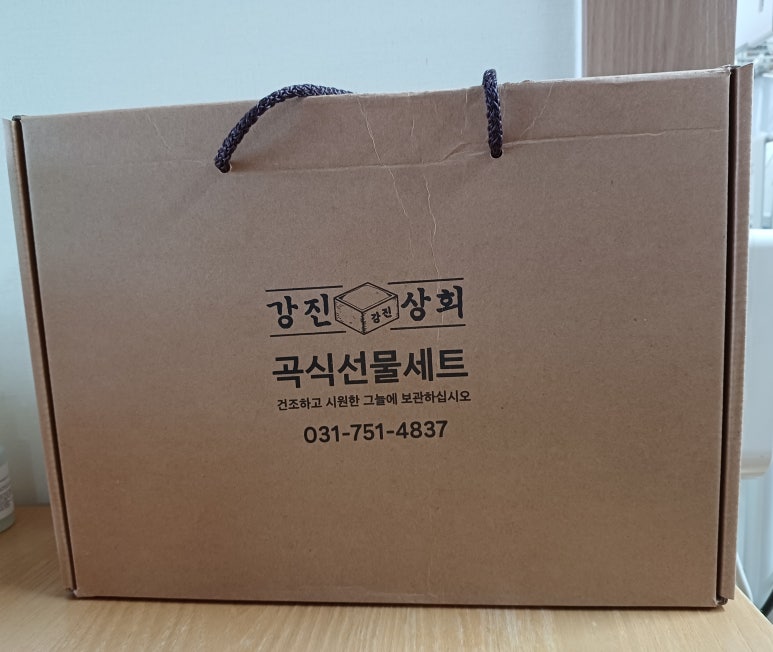 강진 강진 상회
곡식선물세트
건조하고 시원한 그늘에 보관하십시오
031-751-4837